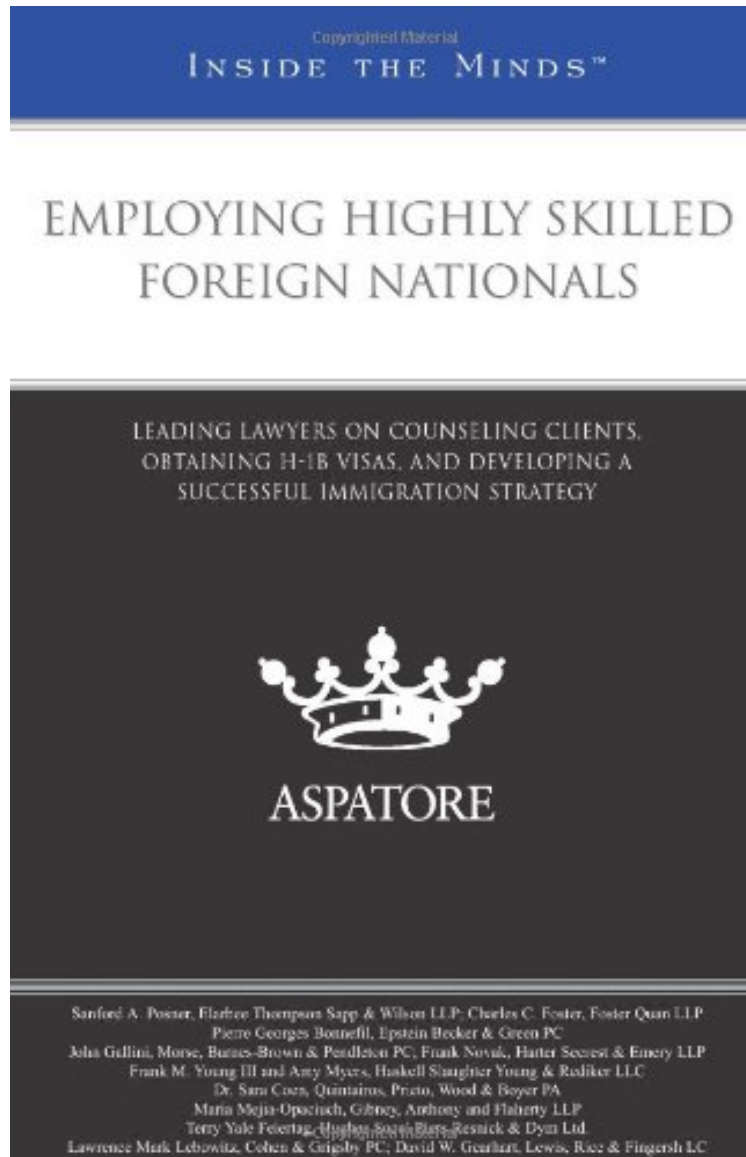 Copyrighted Material
INSIDE THE MINDS™
EMPLOYING HIGHLY SKILLED
FOREIGN NATIONALS
LEADING LAWYERS ON COUNSELING CLIENTS,
OBTAINING H-1B VISAS, AND DEVELOPING A
SUCCESSFUL IMMIGRATION STRATEGY
ASPATORE
Sanford A. Posner, Elarbee Thompson Sapp & Wilson LLP; Charles C. Foster, Foster Quan LLP
Pierre Georges Bonnefil, Epstein Becker & Green PC
John Gallini, Morse, Barnes-Brown & Pendleton PC; Frank Novak, Harter Secrest & Emery LLP
Frank M. Young III and Amy Myers, Haskell Slaughter Young & Rediker LLC
Dr. Sara Coen, Quintairos, Prieto, Wood & Boyer PA
Maria Mejia-Opaciuch, Gibney, Anthony and Flaherty LLP
Terry Yale Feiertag, Hughes Socol Piers Resnick & Dym Ltd.
Copyrighted Material
Lawrence Mark Lebowitz, Cohen & Grigsby PC; David W. Gearhart, Lewis, Rice & Fingersh LC